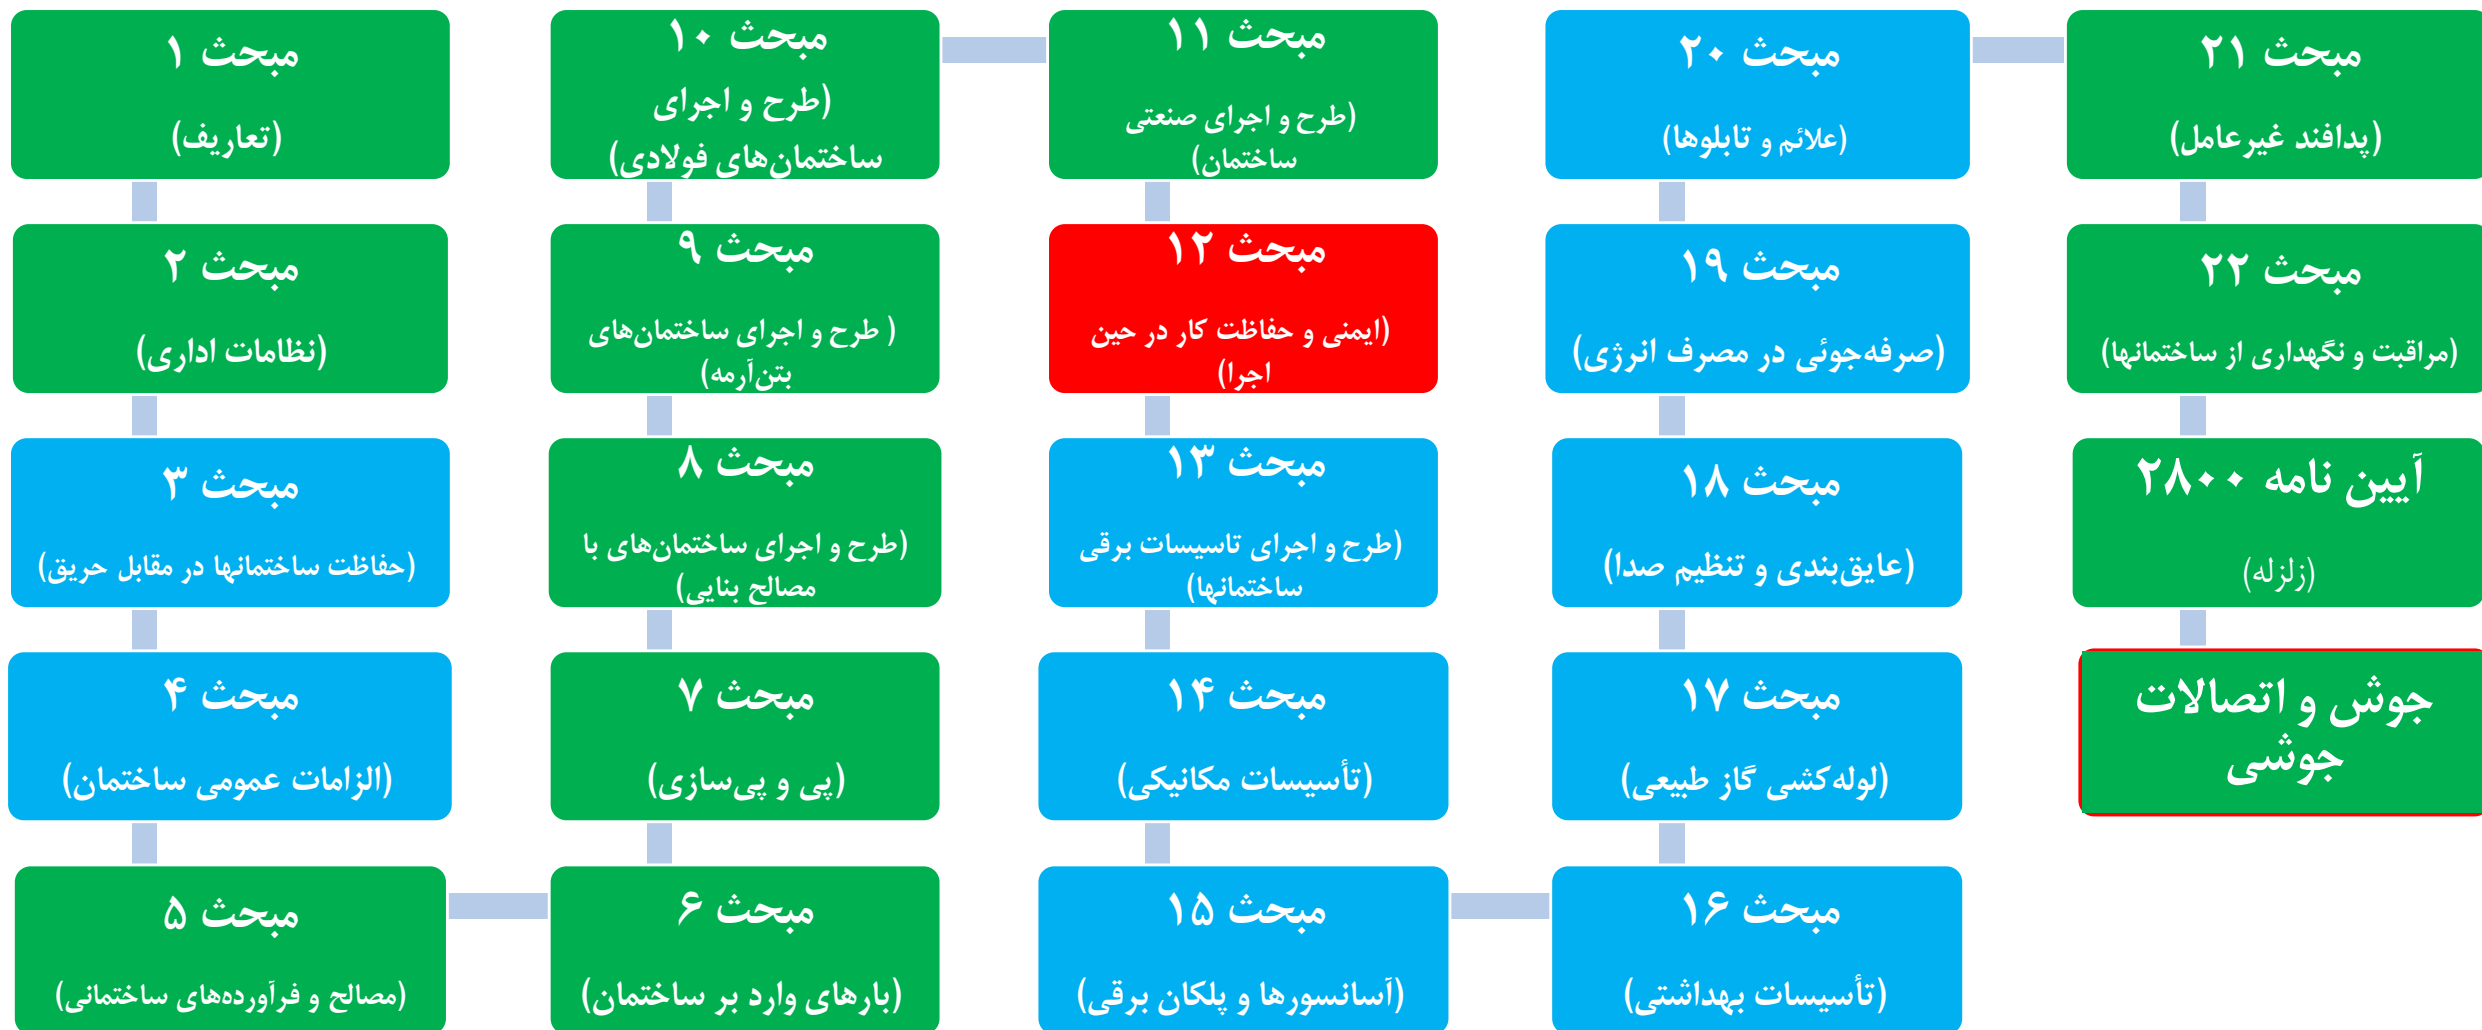 مبحث ۱
(تعاریف)
مبحث ۲
(نظامات اداری)
مبحث ۳
(حفاظت ساختمانها در مقابل حریق)
مبحث ۴
(الزامات عمومی ساختمان)
مبحث ۵
(مصالح و فرآورده‌های ساختمانی)
مبحث ۶
(بارهای وارد بر ساختمان)
مبحث ۷
(پی و پی‌سازی)
مبحث ۸
(طرح و اجرای ساختمان‌های با
مصالح بنایی)
مبحث ۹
( طرح و اجرای ساختمان‌های
بتن‌آرمه)
مبحث ۱۰
(طرح و اجرای
ساختمان‌های فولادی)
مبحث ۱۱
(طرح و اجرای صنعتی
ساختمان)
مبحث ۱۲
(ایمنی و حفاظت کار در حین
اجرا)
مبحث ۱۳
(طرح و اجرای تاسیسات برقی
ساختمانها)
مبحث ۱۴
(تأسیسات مکانیکی)
مبحث ۱۵
(آسانسورها و پلکان برقی)
مبحث ۱۶
(تأسیسات بهداشتی)
مبحث ۱۷
(لوله‌کشی گاز طبیعی)
مبحث ۱۸
(عایق‌بندی و تنظیم صدا)
مبحث ۱۹
(صرفه‌جوئی در مصرف انرژی)
مبحث ۲۰
(علائم و تابلوها)
مبحث ۲۱
(پدافند غیرعامل)
مبحث ۲۲
(مراقبت و نگهداری از ساختمانها)
آیین نامه ۲۸۰۰
(زلزله)
جوش و اتصالات
جوشی